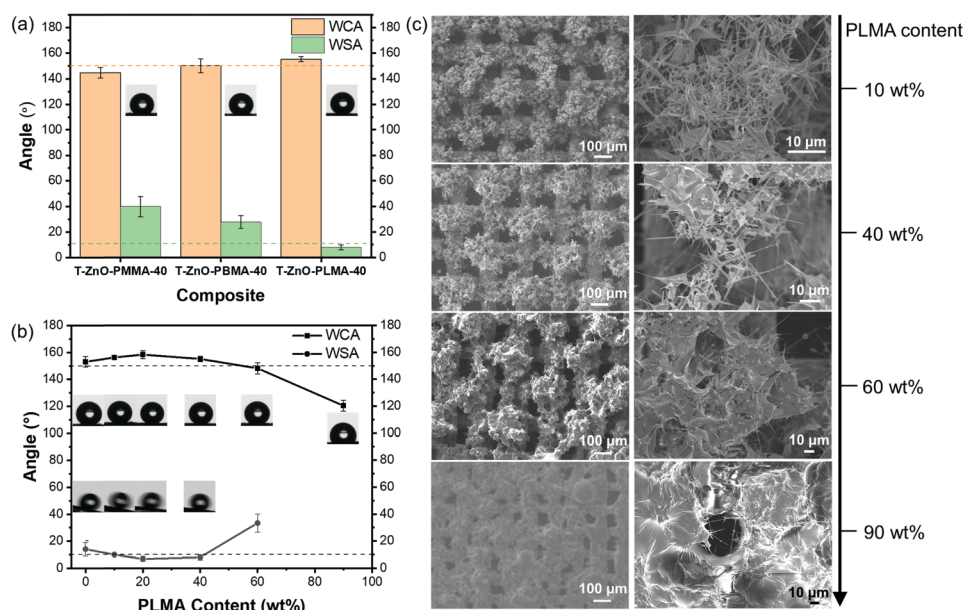 (a)
WCA
WSA
180
160
140
120
100
80
60
40
20
0
180
160
140
120
100
80
60
40
20
0
Angle (°)
T-ZnO-PMMA-40 T-ZnO-PBMA-40 T-ZnO-PLMA-40
Composite
(b)
WCA
WSA
180
160
140
120
100
80
60
40
20
0
180
160
140
120
100
80
60
40
20
0
Angle (°)
0 20 40 60 80 100
PLMA Content (wt%)
(c)
PLMA content
100 µm
10 µm
10 wt%
100 µm
10 µm
40 wt%
100 µm
10 µm
60 wt%
100 µm
10 µm
90 wt%